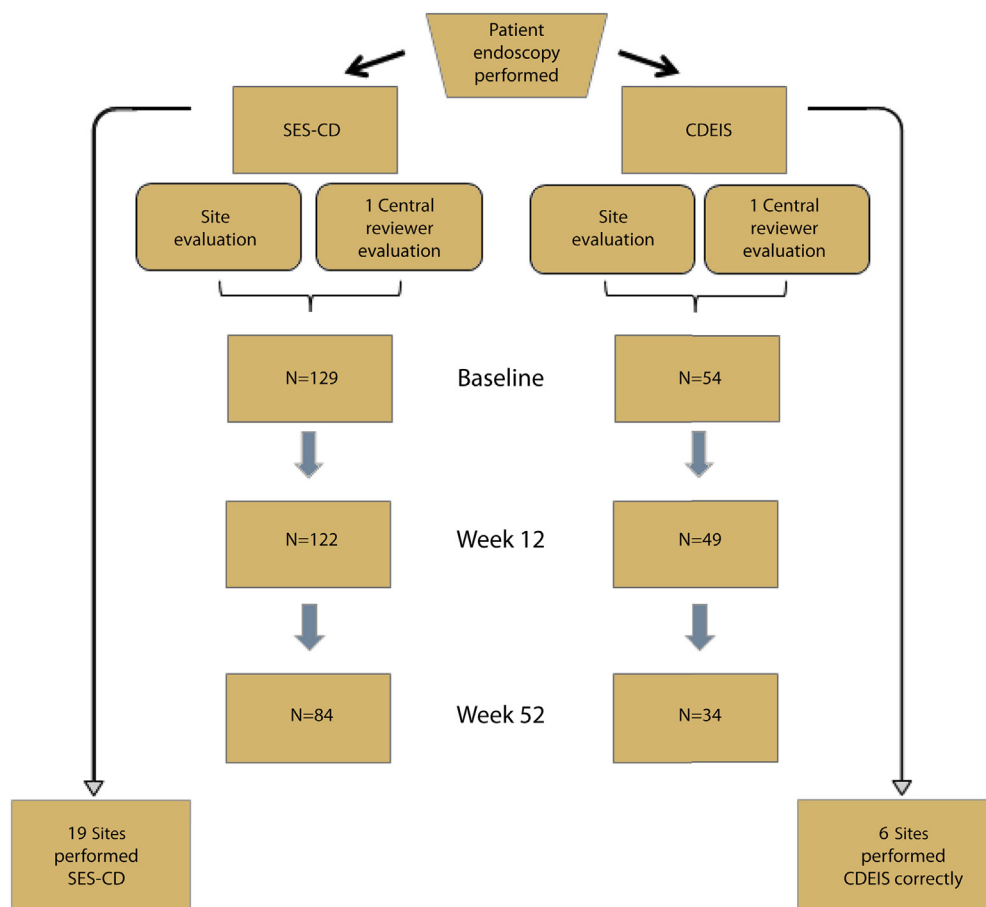 Patient
endoscopy
performed
SES-CD
CDEIS
Site
evaluation
1 Central
reviewer
evaluation
Site
evaluation
1 Central
reviewer
evaluation
N=129
Baseline
N=54
N=122
Week 12
N=49
N=84
Week 52
N=34
19 Sites
performed
SES-CD
6 Sites
performed
CDEIS correctly